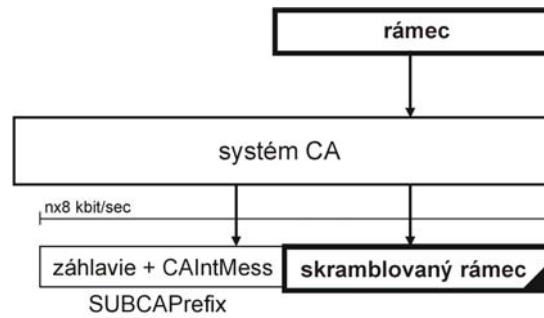 rámec
systém CA
nx8 kbit/sec
záhlavie + CAIntMess
skramblovaný rámec
SUBCAPrefix